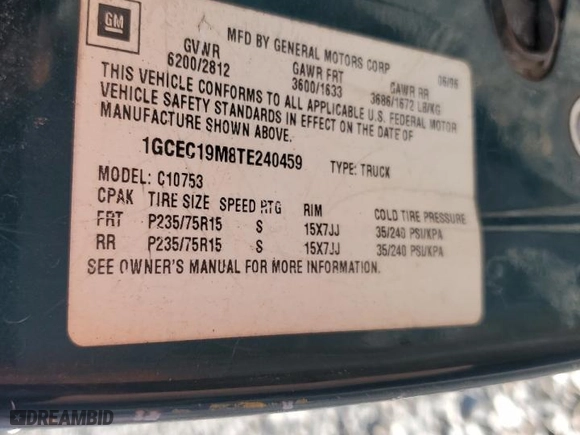 GM
MFD BY GENERAL MOTORS CORP 06/96
GVWR GAWR FRT GAWR RR
6200/2812 3600/1633 3686/1672 LB/KG
THIS VEHICLE CONFORMS TO ALL APPLICABLE U.S. FEDERAL MOTOR
VEHICLE SAFETY STANDARDS IN EFFECT ON THE DATE OF
MANUFACTURE SHOWN ABOVE.
1GCEC19M8TE240459 TYPE: TRUCK
MODEL: C10753
CPAK TIRE SIZE SPEED RTG RIM COLD TIRE PRESSURE
FRT P235/75R15 S 15X7JJ 35/240 PSI/KPA
RR P235/75R15 S 15X7JJ 35/240 PSI/KPA
SEE OWNER'S MANUAL FOR MORE INFORMATION.
DREAMBID